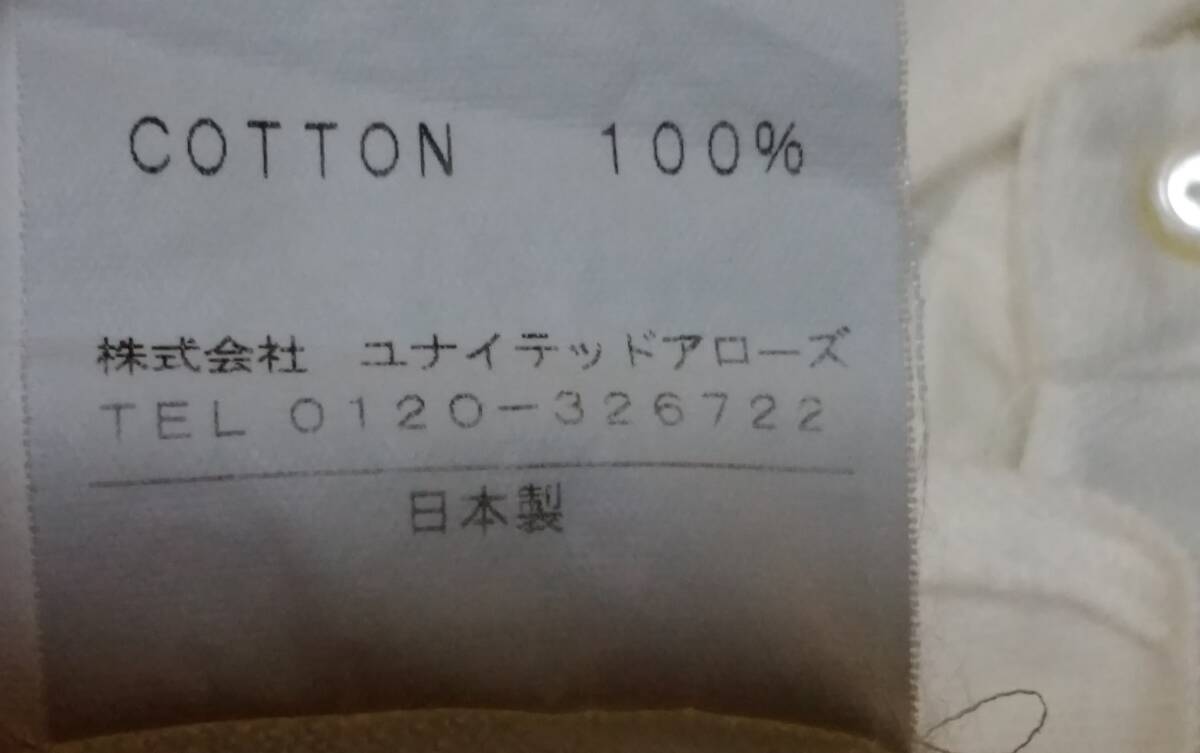 COTTON 100%
株式会社 ユナイテッドアローズ
TEL 0120-326722
日本製